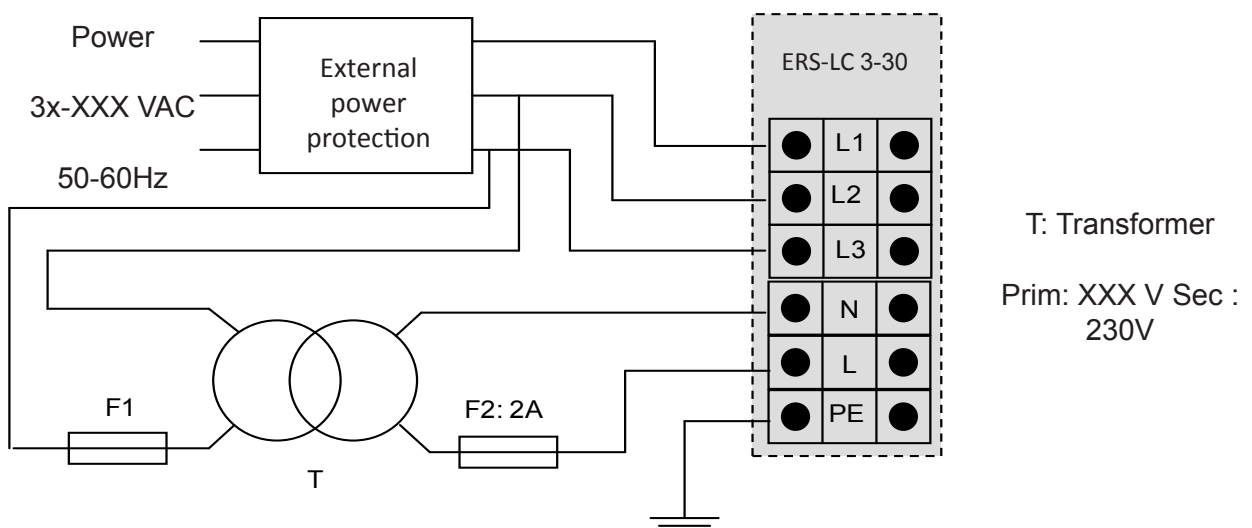 Power
3x-XXX VAC
50-60Hz
External
power
protection
ERS-LC 3-30
L1
L2
L3
N
L
PE
F1
T
F2: 2A
T: Transformer
Prim: XXX V Sec :
230V